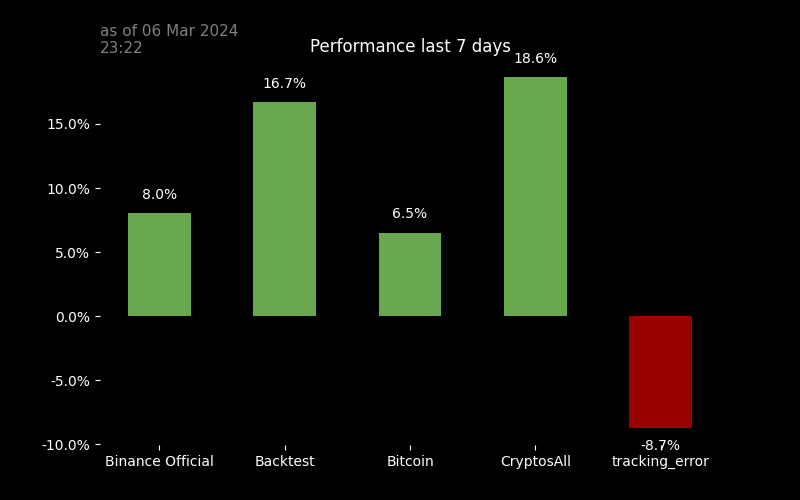 as of 06 Mar 2024
23:22
Performance last 7 days
18.6%
16.7%
15.0%
10.0%
8.0%
6.5%
5.0%
0.0%
-5.0%
-10.0%
-8.7%
Binance Official
Backtest
Bitcoin
CryptosAll
tracking_error